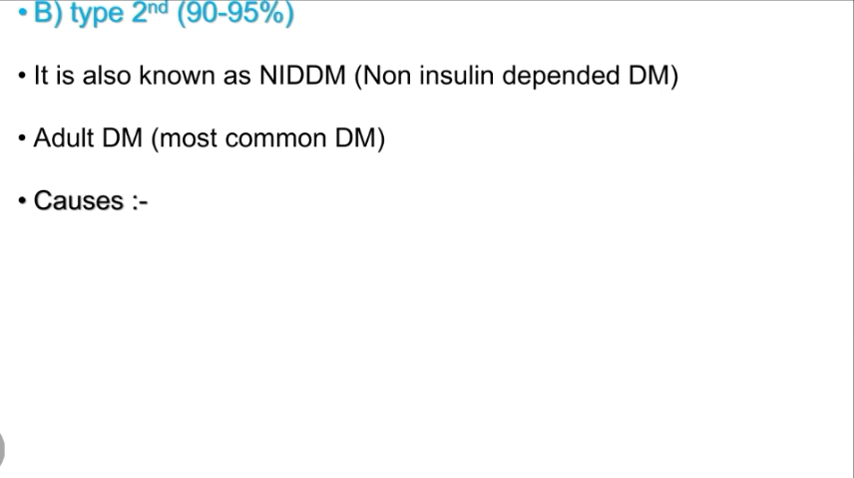 • B) type 2nd (90-95%)
• It is also known as NIDDM (Non insulin depended DM)
• Adult DM (most common DM)
• Causes :-